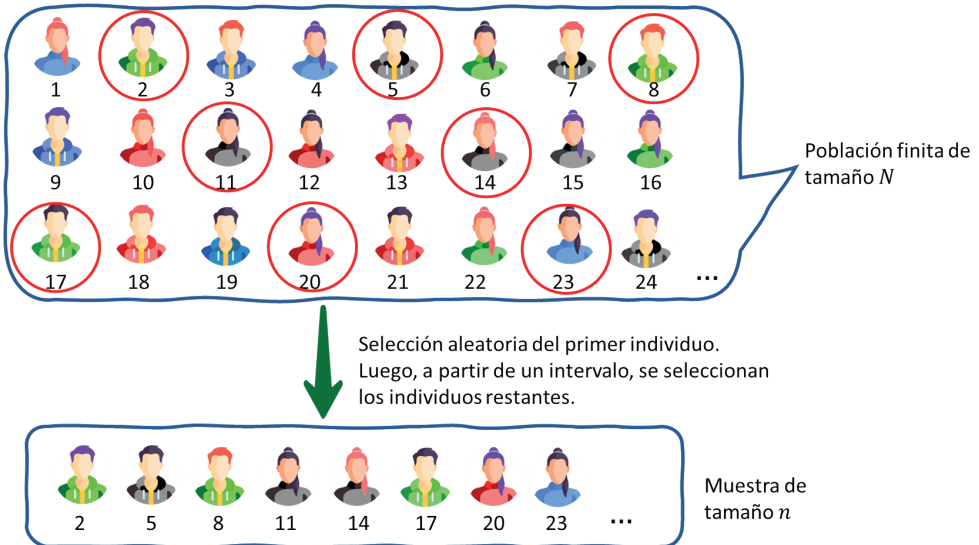 1 2 3 4 5 6 7 8
9 10 11 12 13 14 15 16
17 18 19 20 21 22 23 24 ...
Población finita de
tamaño N
Selección aleatoria del primer individuo.
Luego, a partir de un intervalo, se seleccionan
los individuos restantes.
2 5 8 11 14 17 20 23 ...
Muestra de
tamaño n